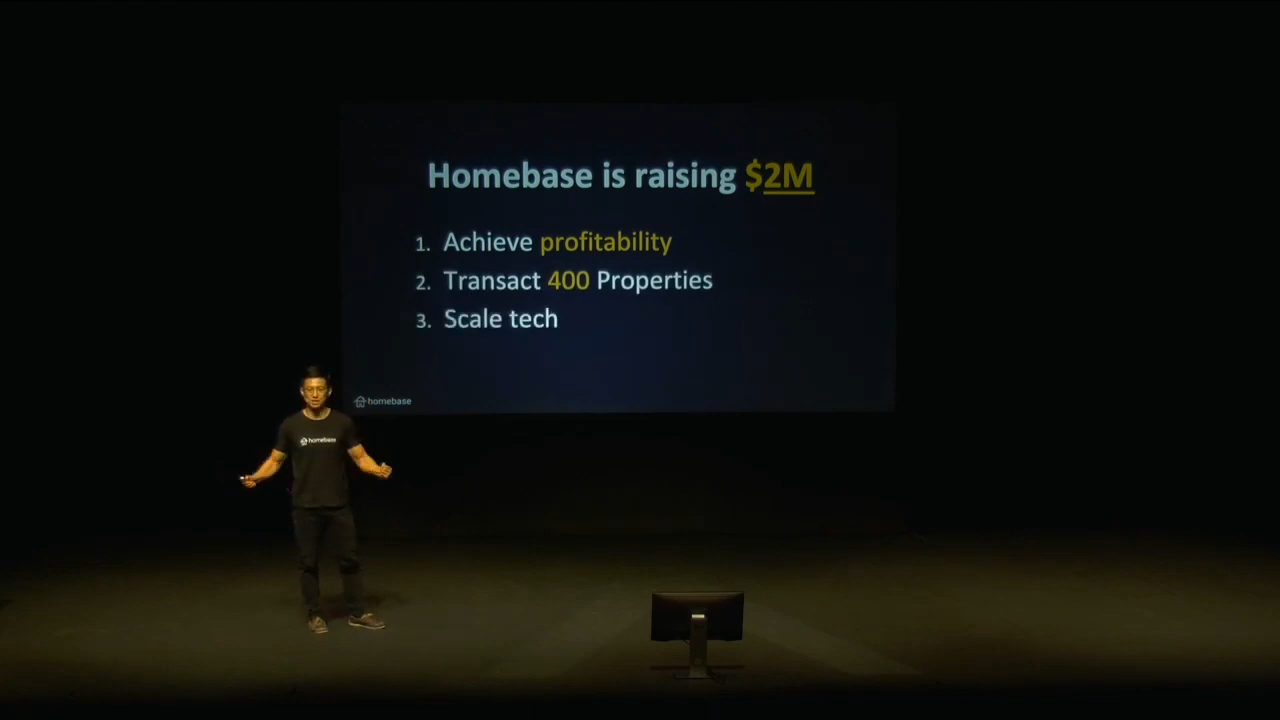 Homebase is raising $2M
1. Achieve profitability
2. Transact 400 Properties
3. Scale tech
homebase
homebase